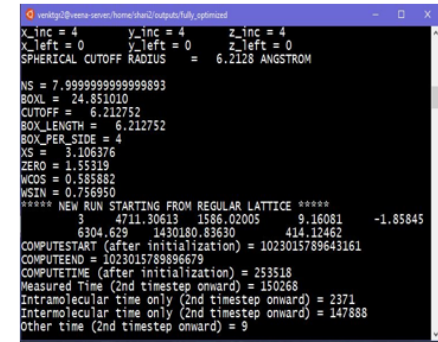 venktgs2@veena-server:/home/shari2/outputs/fully_optimized
x_inc = 4 y_inc = 4 z_inc = 4
x_left = 0 y_left = 0 z_left = 0
SPHERICAL CUTOFF RADIUS = 6.2128 ANGSTROM
NS = 7.9999999999999893
BOXL = 24.851010
CUTOFF = 6.212752
BOX_LENGTH = 6.212752
BOX_PER_SIDE = 4
XS = 3.106376
ZERO = 1.55319
WCOS = 0.585882
WSIN = 0.756950
***** NEW RUN STARTING FROM REGULAR LATTICE *****
3 4711.30613 1586.02005 9.16081 -1.85845
6304.629 1430180.83630 414.12462
COMPUTESTART (after initialization) = 1023015789643161
COMPUTEEND = 1023015789896679
COMPUTETIME (after initialization) = 253518
Measured Time (2nd timestep onward) = 150268
Intramolecular time only (2nd timestep onward) = 2371
Intermolecular time only (2nd timestep onward) = 147888
Other time (2nd timestep onward) = 9